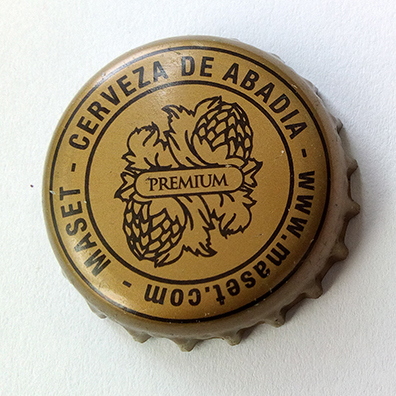 MASET - CERVEZA DE ABADIA - www.maset.com -
PREMIUM